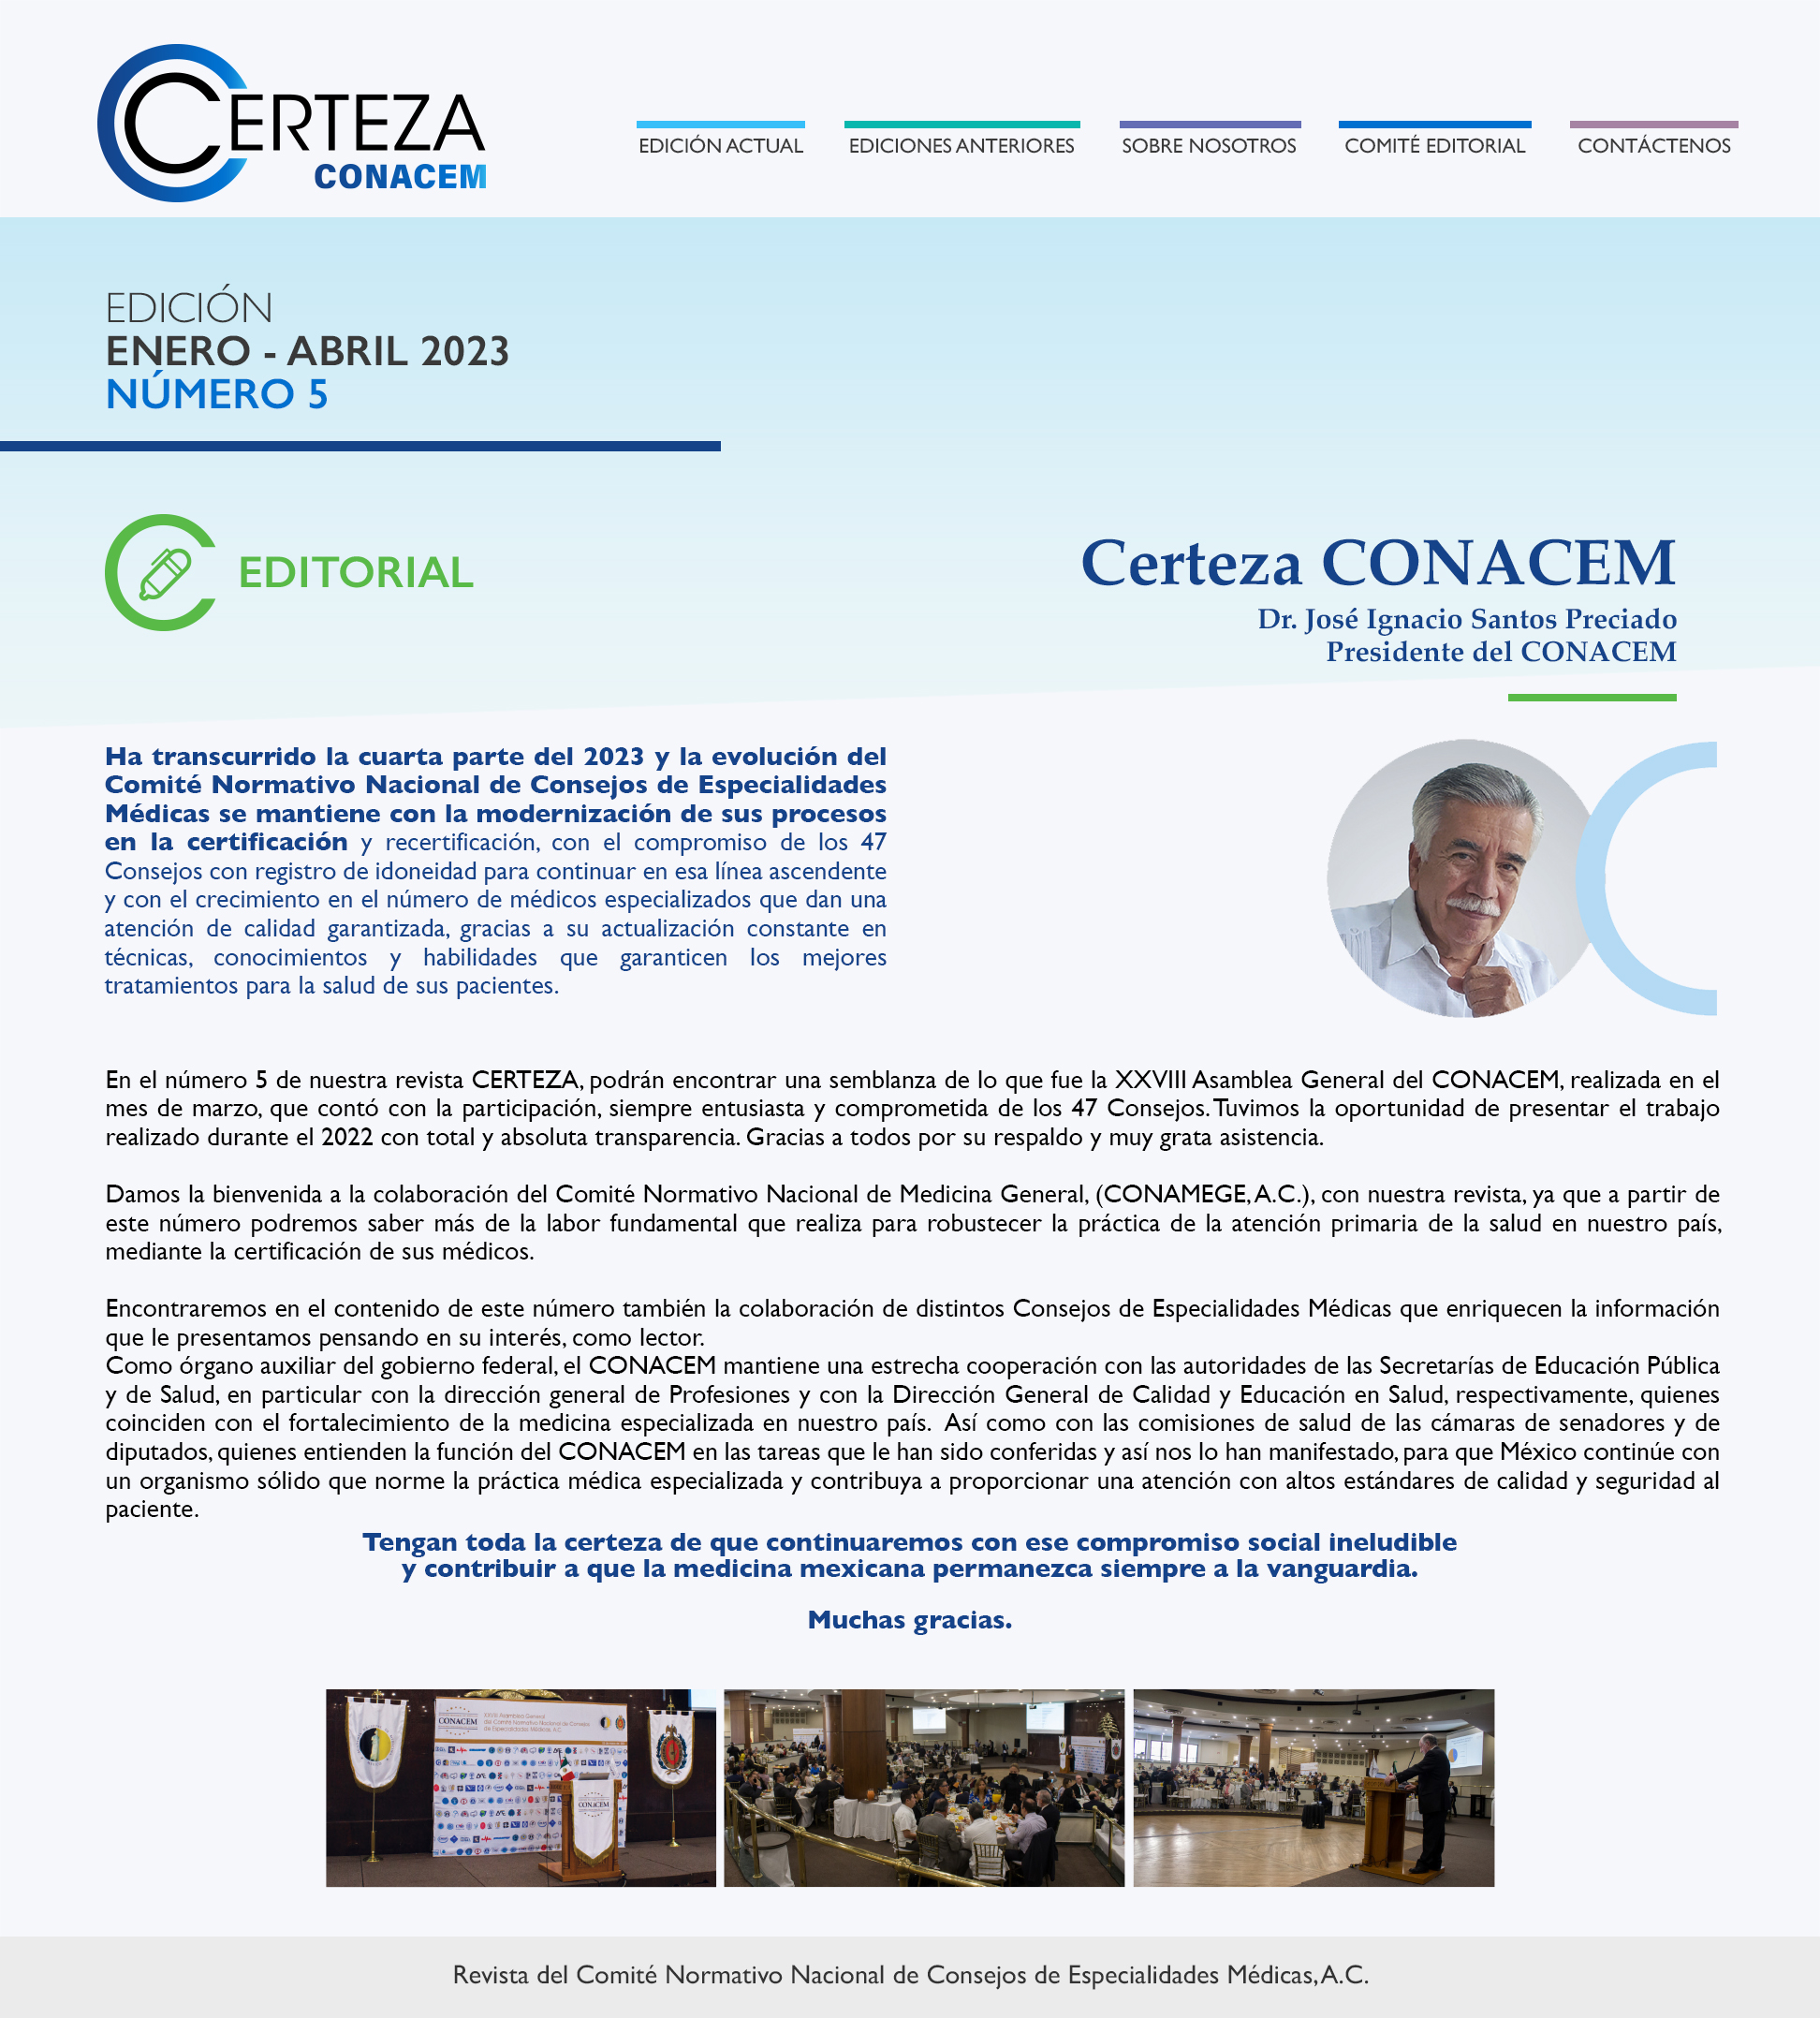 CERTEZA
CONACEM
EDICIÓN ACTUAL
EDICIONES ANTERIORES
SOBRE NOSOTROS
COMITÉ EDITORIAL
CONTÁCTENOS
EDICIÓN
ENERO - ABRIL 2023
NÚMERO 5
EDITORIAL
Certeza CONACEM
Dr. José Ignacio Santos Preciado
Presidente del CONACEM
Ha transcurrido la cuarta parte del 2023 y la evolución del
Comité Normativo Nacional de Consejos de Especialidades
Médicas se mantiene con la modernización de sus procesos
en la certificación y recertificación, con el compromiso de los 47
Consejos con registro de idoneidad para continuar en esa línea ascendente
y con el crecimiento en el número de médicos especializados que dan una
atención de calidad garantizada, gracias a su actualización constante en
técnicas, conocimientos y habilidades que garanticen los mejores
tratamientos para la salud de sus pacientes.
En el número 5 de nuestra revista CERTEZA, podrán encontrar una semblanza de lo que fue la XXVIII Asamblea General del CONACEM, realizada en el
mes de marzo, que contó con la participación, siempre entusiasta y comprometida de los 47 Consejos. Tuvimos la oportunidad de presentar el trabajo
realizado durante el 2022 con total y absoluta transparencia. Gracias a todos por su respaldo y muy grata asistencia.
Damos la bienvenida a la colaboración del Comité Normativo Nacional de Medicina General, (CONAMEGE, A.C.), con nuestra revista, ya que a partir de
este número podremos saber más de la labor fundamental que realiza para robustecer la práctica de la atención primaria de la salud en nuestro país,
mediante la certificación de sus médicos.
Encontraremos en el contenido de este número también la colaboración de distintos Consejos de Especialidades Médicas que enriquecen la información
que le presentamos pensando en su interés, como lector.
Como órgano auxiliar del gobierno federal, el CONACEM mantiene una estrecha cooperación con las autoridades de las Secretarías de Educación Pública
y de Salud, en particular con la dirección general de Profesiones y con la Dirección General de Calidad y Educación en Salud, respectivamente, quienes
coinciden con el fortalecimiento de la medicina especializada en nuestro país. Así como con las comisiones de salud de las cámaras de senadores y de
diputados, quienes entienden la función del CONACEM en las tareas que le han sido conferidas y así nos lo han manifestado, para que México continúe con
un organismo sólido que norme la práctica médica especializada y contribuya a proporcionar una atención con altos estándares de calidad y seguridad al
paciente.
Tengan toda la certeza de que continuaremos con ese compromiso social ineludible
y contribuir a que la medicina mexicana permanezca siempre a la vanguardia.
Muchas gracias.
CONACEM
XXVIII Asamblea General
del Comité Normativo Nacional de Consejos
de Especialidades Médicas, A.C.
CONACEM
Revista del Comité Normativo Nacional de Consejos de Especialidades Médicas, A.C.